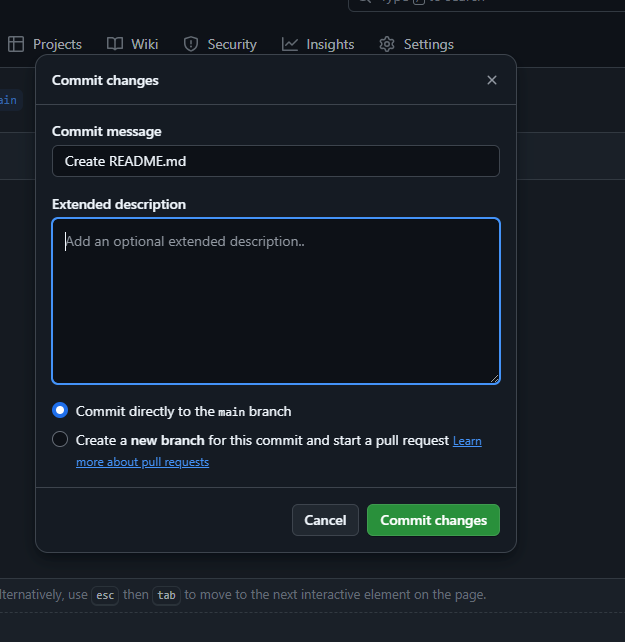 to search
Projects Wiki Security Insights Settings
Commit changes
ain
Commit message
Create README.md
Extended description
Add an optional extended description..
Commit directly to the main branch
Create a new branch for this commit and start a pull request Learn
more about pull requests
Cancel Commit changes
lternatively, use esc then tab to move to the next interactive element on the page.